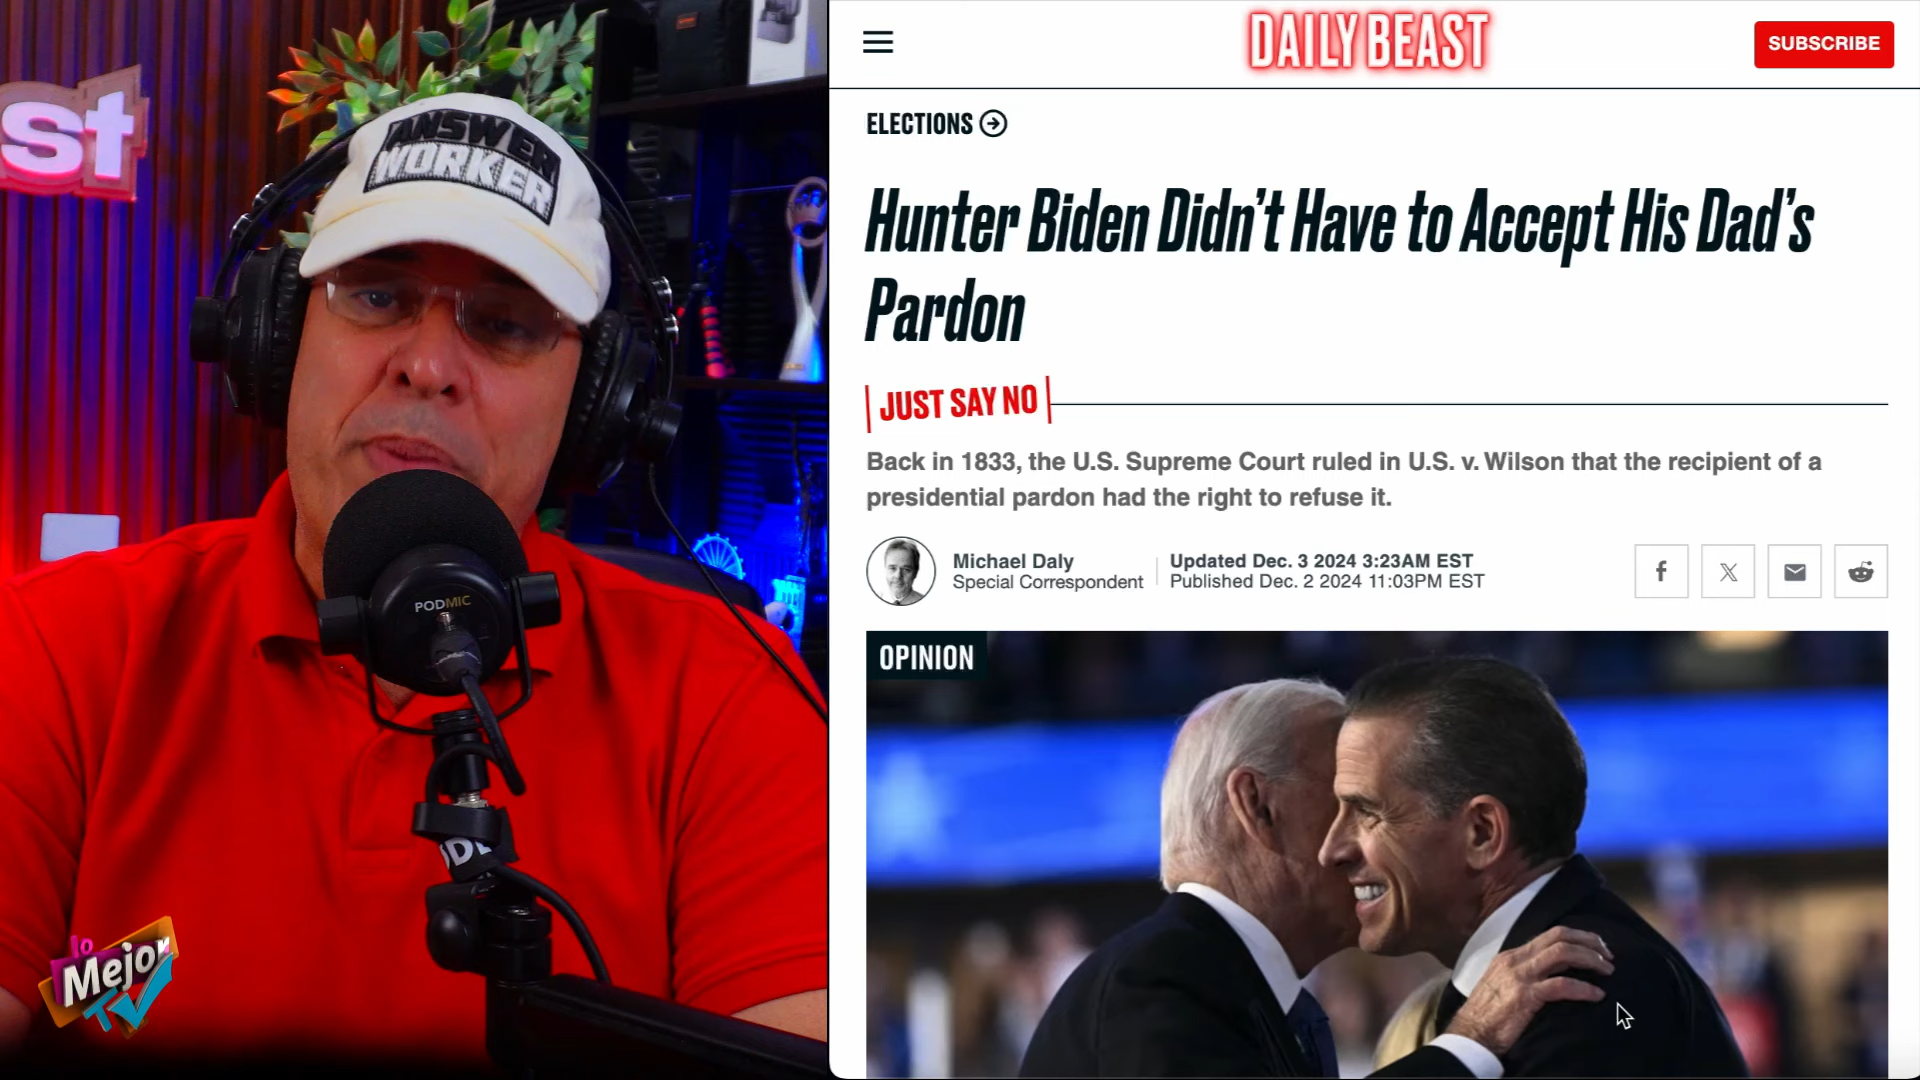 st
ANSWER
WORKER
PODMIC
lo
Mejor
TV
DAILY BEAST
SUBSCRIBE
ELECTIONS
Hunter Biden Didn't Have to Accept His Dad's
Pardon
JUST SAY NO
Back in 1833, the U.S. Supreme Court ruled in U.S. v. Wilson that the recipient of a
presidential pardon had the right to refuse it.
Michael Daly
Special Correspondent
Updated Dec. 3 2024 3:23AM EST
Published Dec. 2 2024 11:03PM EST
OPINION